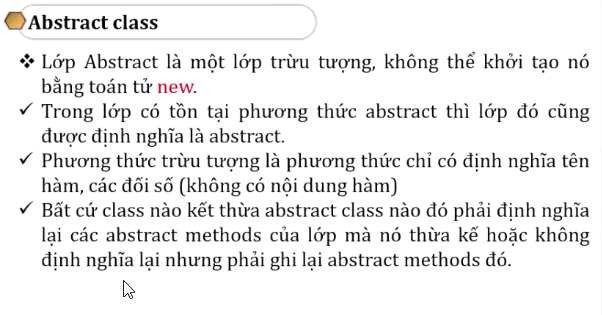 Abstract class
❖ Lớp Abstract là một lớp trừu tượng, không thể khởi tạo nó
bằng toán tử new.
✓ Trong lớp có tồn tại phương thức abstract thì lớp đó cũng
được định nghĩa là abstract.
✓ Phương thức trừu tượng là phương thức chỉ có định nghĩa tên
hàm, các đối số (không có nội dung hàm)
✓ Bất cứ class nào kết thừa abstract class nào đó phải định nghĩa
lại các abstract methods của lớp mà nó thừa kế hoặc không
định nghĩa lại nhưng phải ghi lại abstract methods đó.